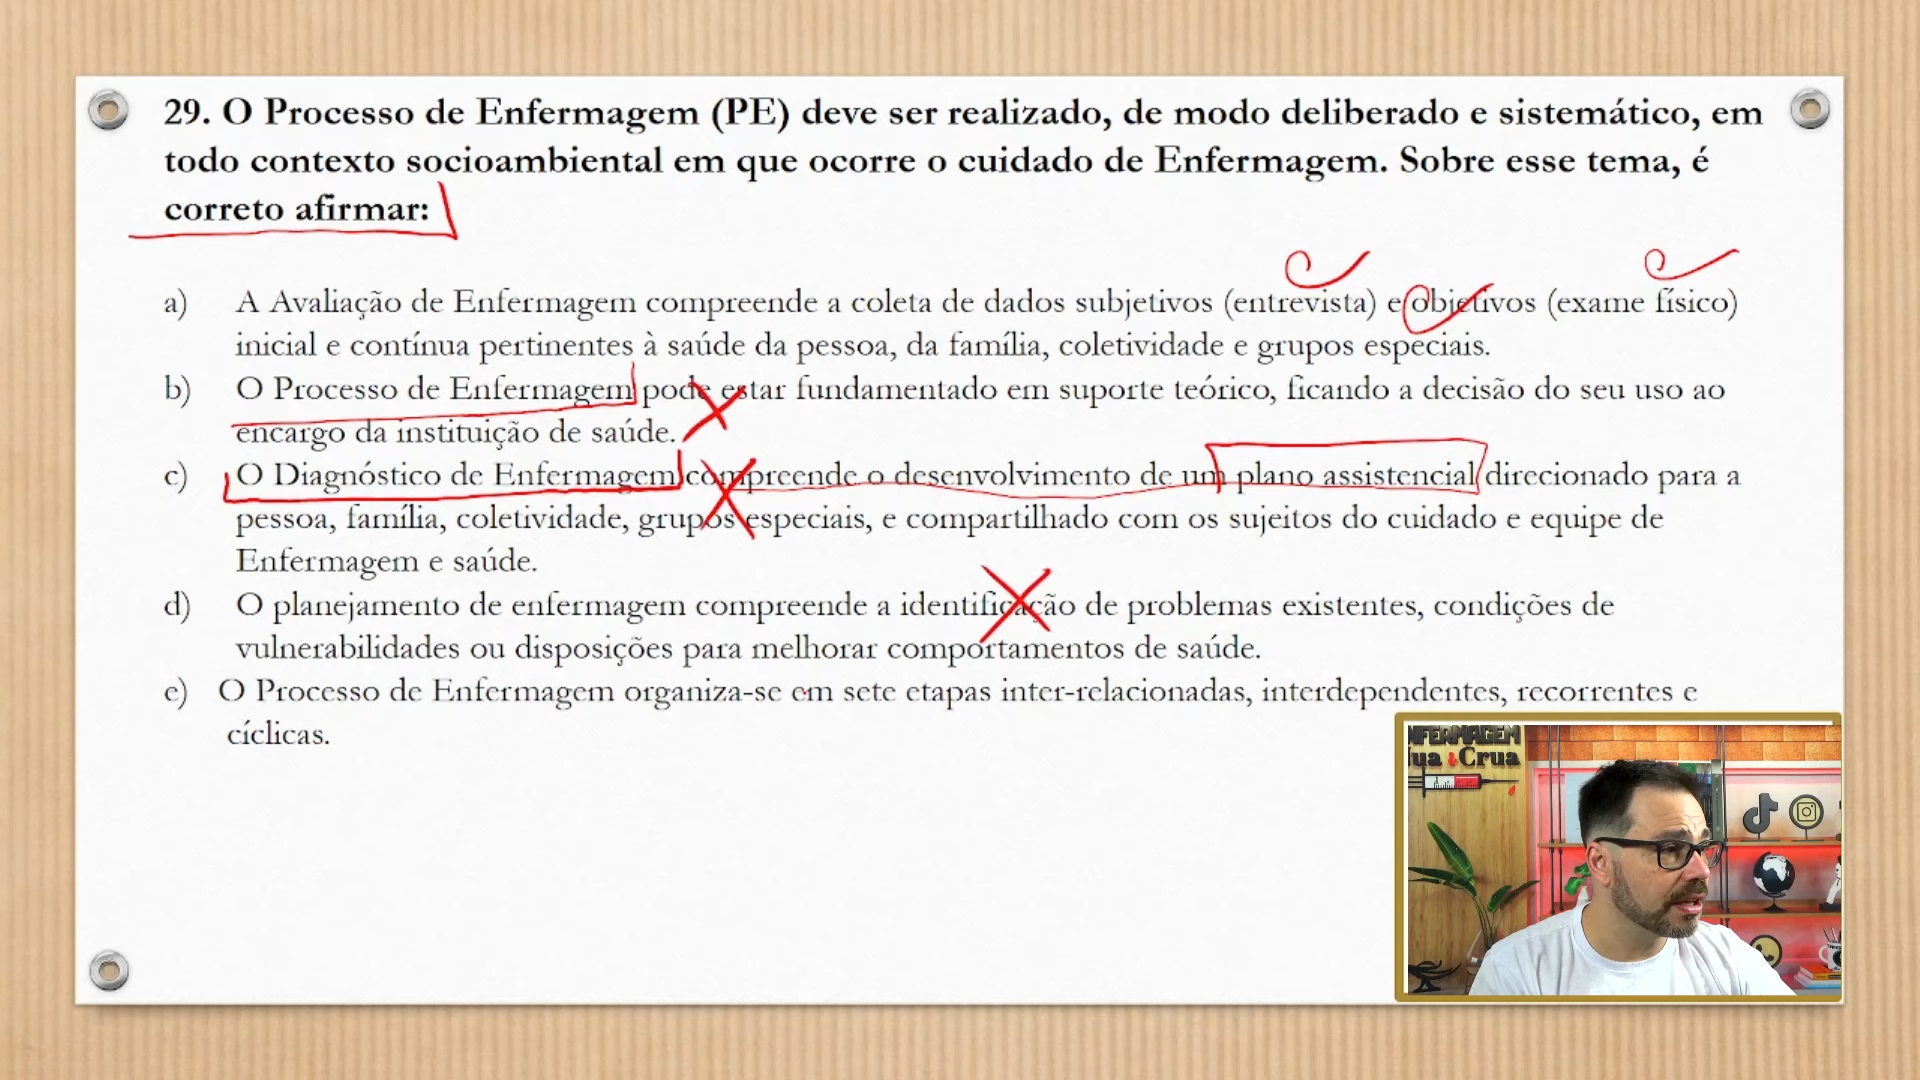 29. O Processo de Enfermagem (PE) deve ser realizado, de modo deliberado e sistemático, em
todo contexto socioambiental em que ocorre o cuidado de Enfermagem. Sobre esse tema, é
correto afirmar:
a) A Avaliação de Enfermagem compreende a coleta de dados subjetivos (entrevista) e objetivos (exame físico)
inicial e contínua pertinentes à saúde da pessoa, da família, coletividade e grupos especiais.
b) O Processo de Enfermagem pode estar fundamentado em suporte teórico, ficando a decisão do seu uso ao
encargo da instituição de saúde.
c) O Diagnóstico de Enfermagem compreende o desenvolvimento de um plano assistencial direcionado para a
pessoa, família, coletividade, grupos especiais, e compartilhado com os sujeitos do cuidado e equipe de
Enfermagem e saúde.
d) O planejamento de enfermagem compreende a identificação de problemas existentes, condições de
vulnerabilidades ou disposições para melhorar comportamentos de saúde.
e) O Processo de Enfermagem organiza-se em sete etapas inter-relacionadas, interdependentes, recorrentes e
cíclicas.
NFERMAGEM
ua & Crua